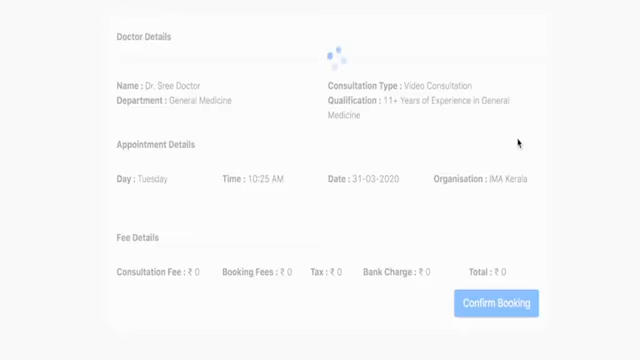 Doctor Details
Name : Dr. Sree Doctor Consultation Type : Video Consultation
Department : General Medicine Qualification : 11+ Years of Experience in General
Medicine
Appointment Details
Day : Tuesday Time : 10:25 AM Date : 31-03-2020 Organisation : IMA Kerala
Fee Details
Consultation Fee : ₹ 0 Booking Fees : ₹ 0 Tax : ₹ 0 Bank Charge : ₹ 0 Total : ₹ 0
Confirm Booking